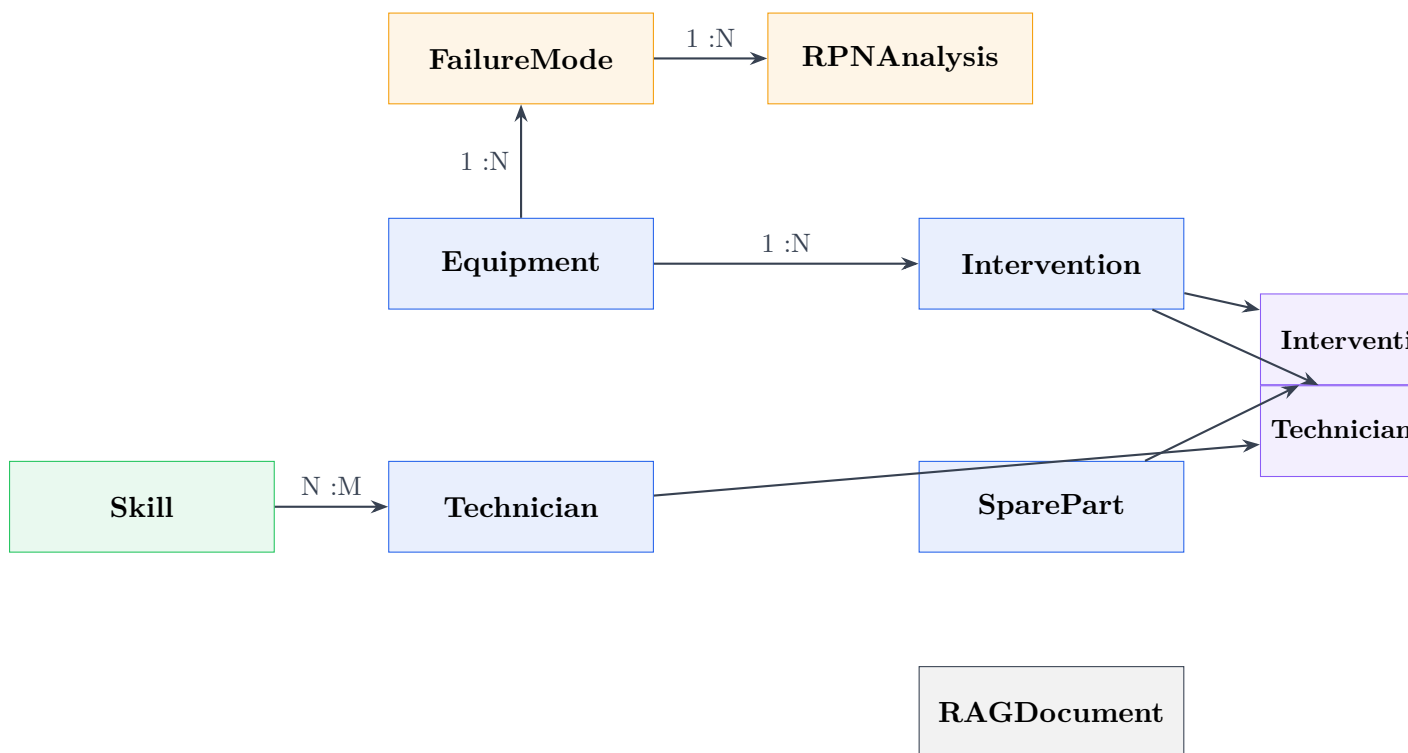 FailureMode
1 :N
RPNAnalysis
1 :N
Equipment
1 :N
Intervention
Interventi
Technician
Skill
N :M
Technician
SparePart
RAGDocument